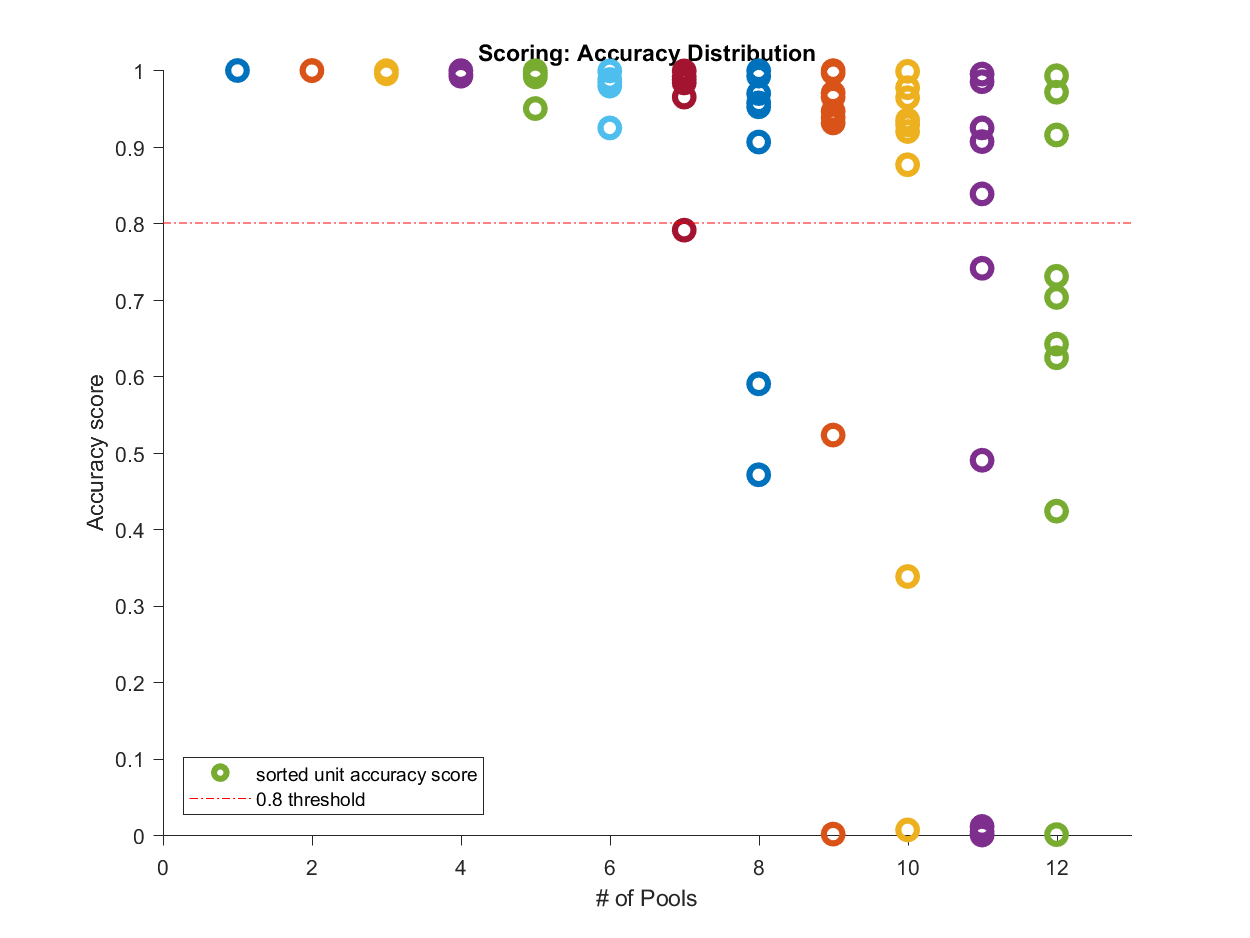 Scoring: Accuracy Distribution
1
0.9
0.8
0.7
0.6
0.5
0.4
0.3
0.2
0.1
0
Accuracy score
sorted unit accuracy score
0.8 threshold
0 2 4 6 8 10 12
# of Pools